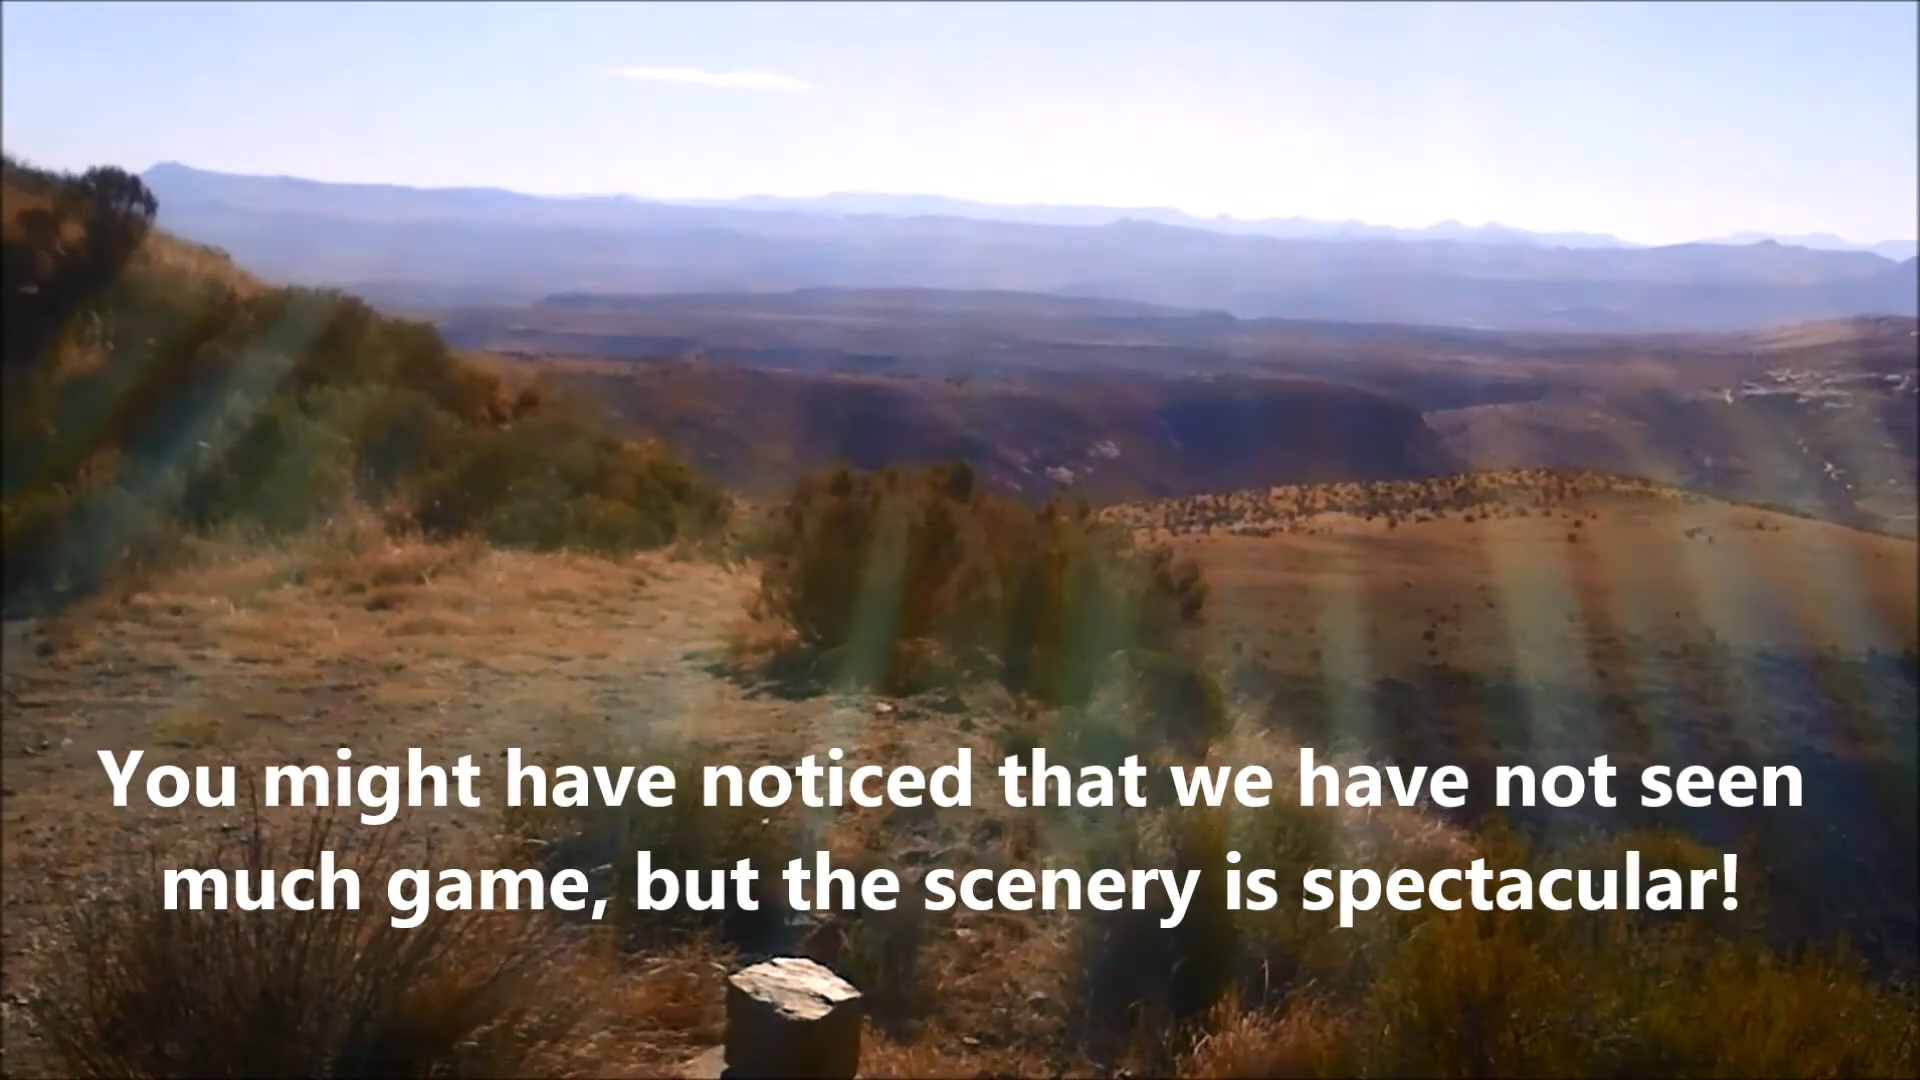 You might have noticed that we have not seen
much game, but the scenery is spectacular!